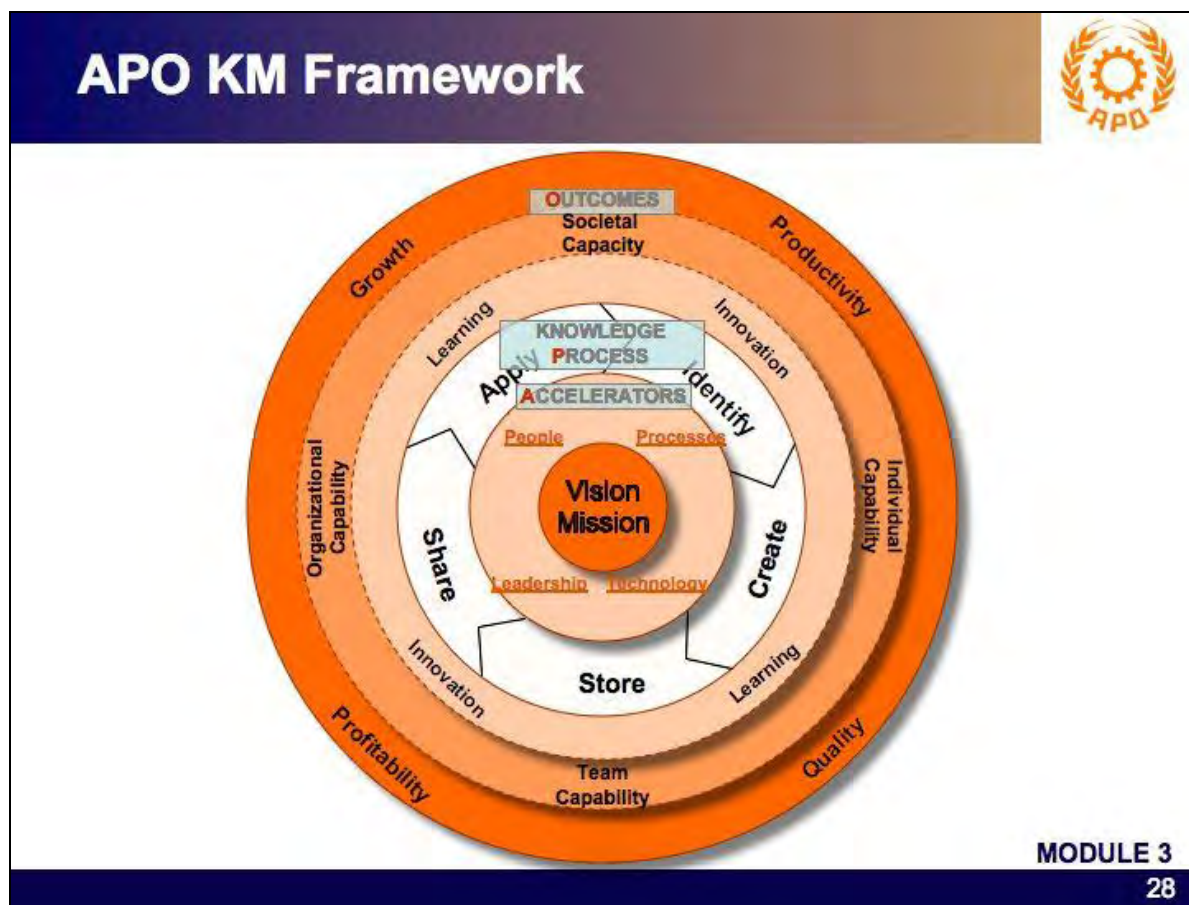 APO KM Framework
APO
OUTCOMES
Societal
Capacity
Growth
Productivity
Learning
Innovation
KNOWLEDGE
PROCESS
Apply
Identify
ACCELERATORS
People
Processes
Vision
Mission
Organizational
Capability
Individual
Capability
Share
Create
Leadership
Technology
Store
Innovation
Learning
Profitability
Quality
Team
Capability
MODULE 3
28